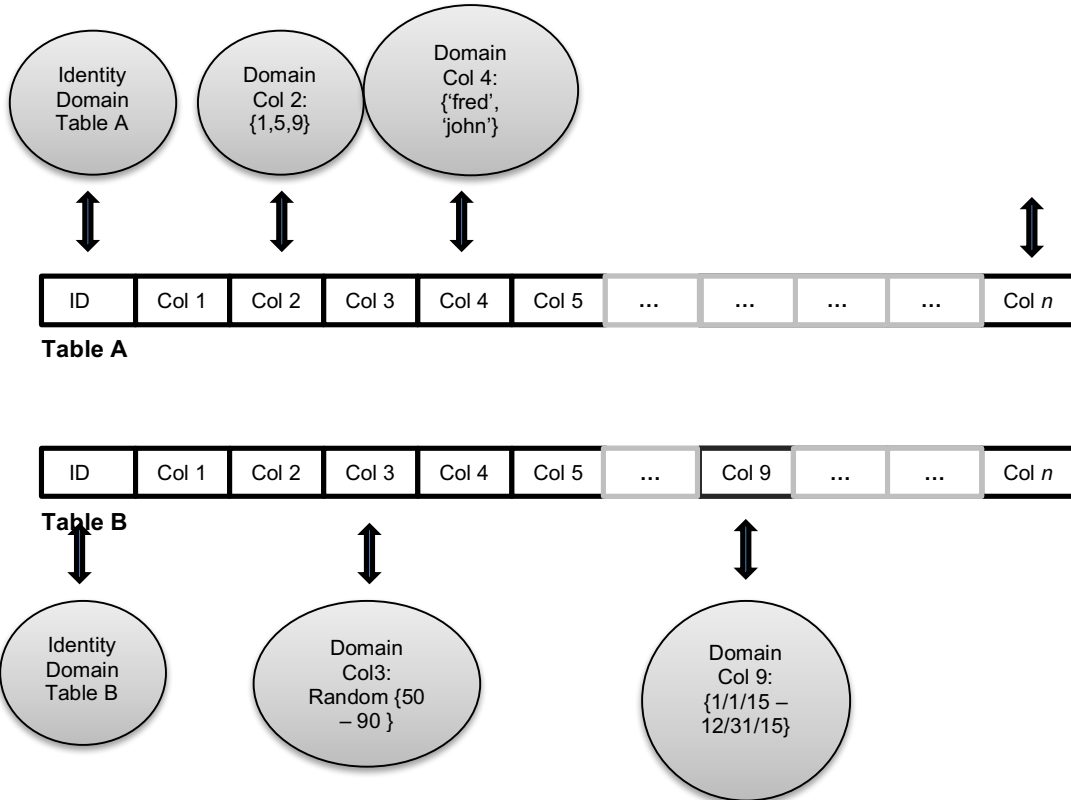 Identity
Domain
Table A
Domain
Col 2:
{1,5,9}
Domain
Col 4:
{‘fred’,
‘john’}
ID Col 1 Col 2 Col 3 Col 4 Col 5 ... ... ... ... Col n
Table A
ID Col 1 Col 2 Col 3 Col 4 Col 5 ... Col 9 ... ... Col n
Table B
Identity
Domain
Table B
Domain
Col3:
Random {50
– 90 }
Domain
Col 9:
{1/1/15 –
12/31/15}